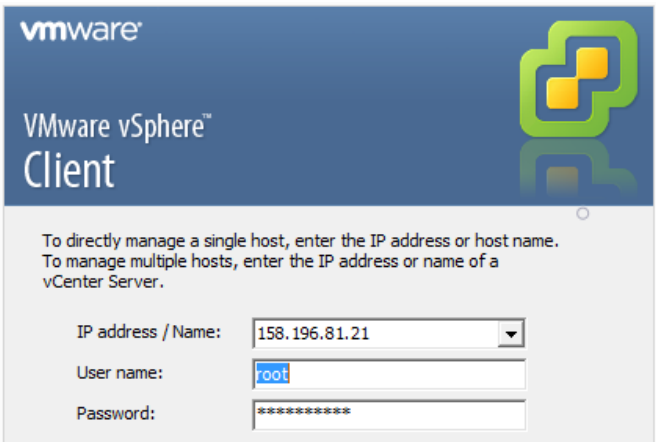 vmware®
VMware vSphere™
Client
To directly manage a single host, enter the IP address or host name.
To manage multiple hosts, enter the IP address or name of a
vCenter Server.
IP address / Name: 158.196.81.21
User name: root
Password: **********